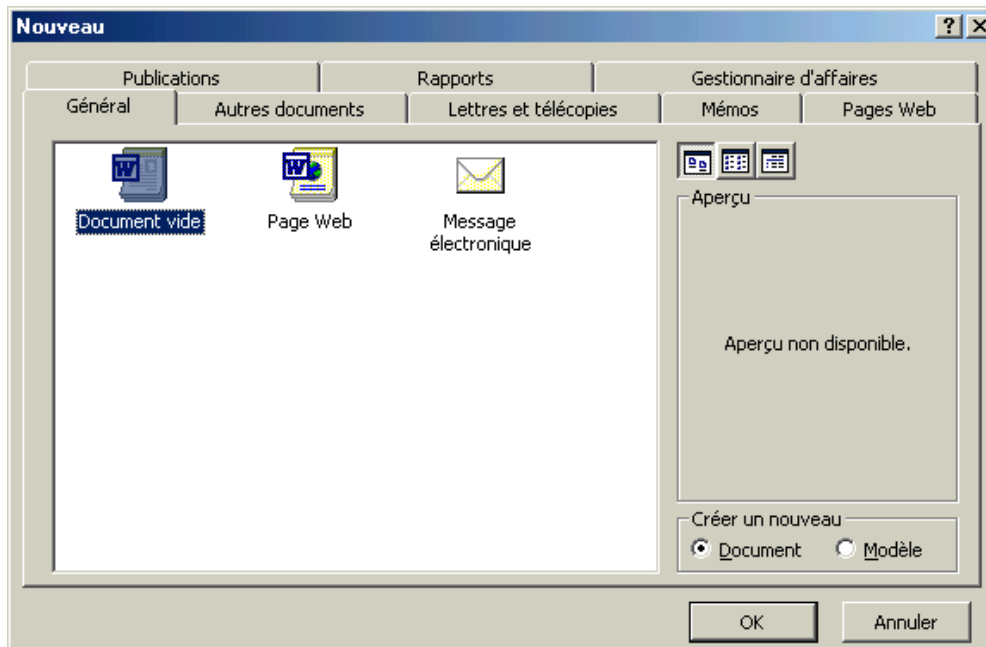 Nouveau
Publications Rapports Gestionnaire d'affaires
Général Autres documents Lettres et télécopies Mémos Pages Web
Document vide
Page Web
Message
électronique
Aperçu
Aperçu non disponible.
Créer un nouveau
Document Modèle
OK Annuler